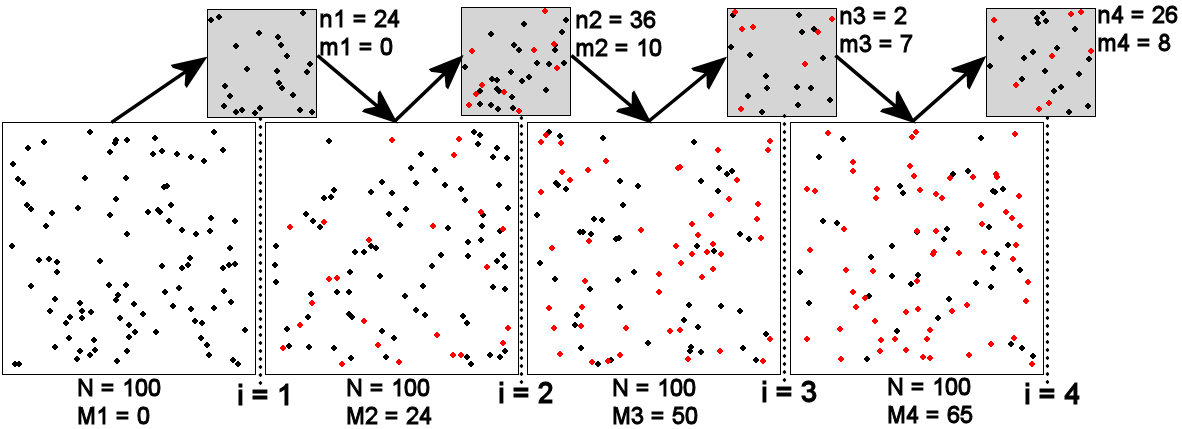 n1 = 24
m1 = 0
n2 = 36
m2 = 10
n3 = 2
m3 = 7
n4 = 26
m4 = 8
N = 100
M1 = 0
i = 1
N = 100
M2 = 24
i = 2
N = 100
M3 = 50
i = 3
N = 100
M4 = 65
i = 4